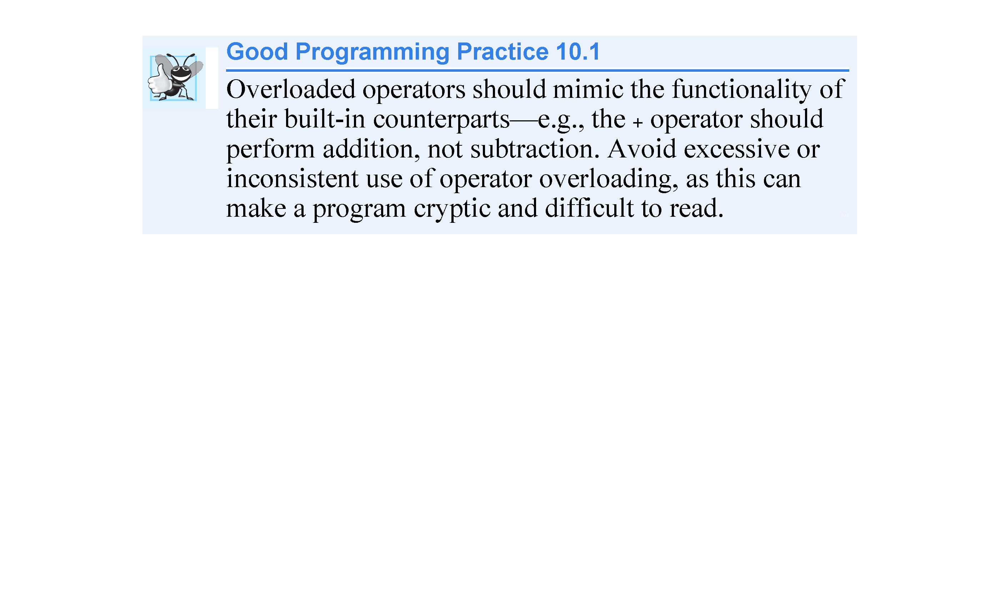 Good Programming Practice 10.1
Overloaded operators should mimic the functionality of
their built-in counterparts—e.g., the + operator should
perform addition, not subtraction. Avoid excessive or
inconsistent use of operator overloading, as this can
make a program cryptic and difficult to read.
10.1